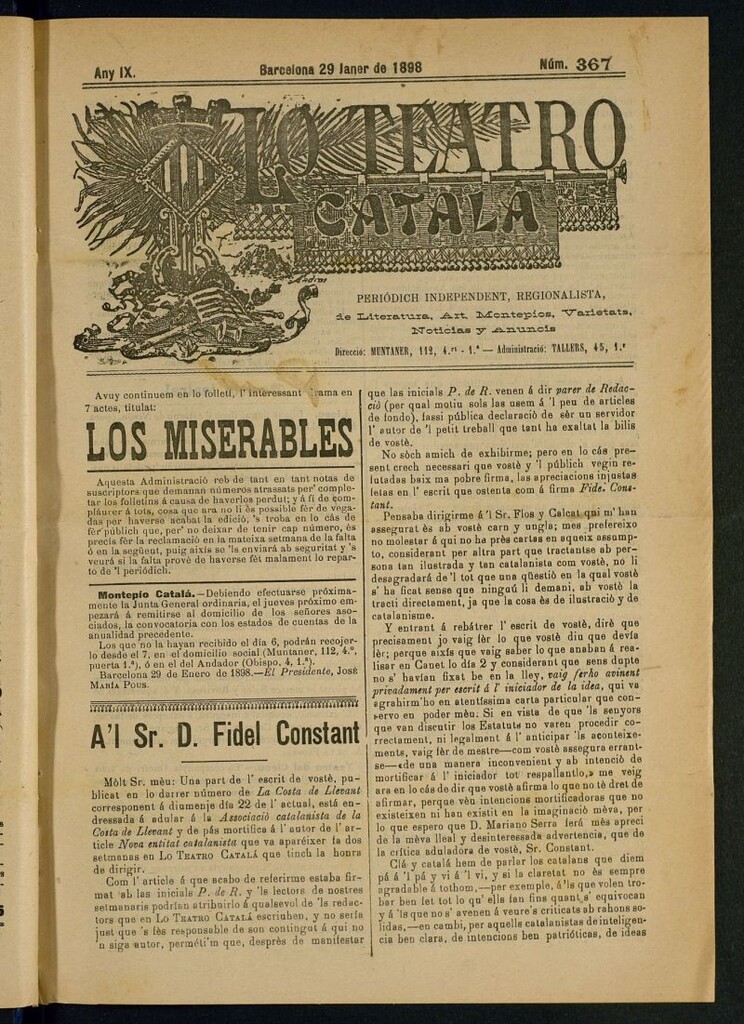 Any IX.
Barcelona 29 Janer de 1898
Núm. 367
LO TEATRO
CATALÁ
PERIÓDICH INDEPENDENT, REGIONALISTA,
de Literatura, Art, Montepios, Varietats,
Noticias y Anuncis
Direcció: MUNTANER, 112, 4.rt - 1.ª — Administració: TALLERS, 45, 1.r
Avuy continuem en lo folletí, l' interessant drama en
7 actes, titulat:
LOS MISERABLES
Aquesta Administració reb de tant en tant notas de
suscriptors que demanan números atrassats per' comple-
tar los folletins á causa de haverlos perdut; y á fí de com-
plàurer á tots, cosa que ara no li és possible fèr de vega-
das per haverse acabat la edició, 's troba en lo cás de
fèr públich que, per' no deixar de tenir cap número, és
precís fèr la reclamació en la mateixa setmana de la falta
ó en la següent, puig aixís se 'ls enviará ab seguritat y 's
veurá si la falta prové de haverse fèt malament lo repar-
to de 'l periódich.
Montepío Catalá.—Debiendo efectuarse próxima-
mente la Junta General ordinaria, el jueves próximo em-
pezará á remitirse al domicilio de los señores aso-
ciados, la convocatoria con los estados de cuentas de la
anualidad precedente.
Los que no la hayan recibido el día 6, podrán recojer-
lo desde el 7, en el domicilio social (Muntaner, 112, 4.º,
puerta 1.ª), ó en el del Andador (Obispo, 4, 1.ª).
Barcelona 29 de Enero de 1898.—El Presidente, JOSÉ
MARÍA POUS.
A'l Sr. D. Fidel Constant
Mòlt Sr. mèu: Una part de l' escrit de vostè, pu-
blicat en lo darrer número de La Costa de Llevant
corresponent á diumenje día 22 de l' actual, está en-
dressada á adular á la Associació catalanista de la
Costa de Llevant y de pás mortifica á l' autor de l' ar-
ticle Nova entitat catalanista que va aparéixer fa dos
setmanas en LO TEATRO CATALÁ que tinch la honra
de dirigir.
Com l' article á que acabo de referirme estaba fir-
mat ab las inicials P. de R. y 'ls lectors de nostres
setmanaris podrían atribuirlo á qualsevol de 'ls redac-
tors que en LO TEATRO CATALÁ escriuhen, y no sería
just que 's fés responsable de son contingut á qui no
'n siga autor, perméti'm que, desprès de manifestar
que las inicials P. de R. venen á dir parer de Redac-
ció (per qual motiu sols las usem á 'l peu de articles
de fondo), fassi pública declaració de sèr un servidor
l' autor de 'l petit treball que tant ha exaltat la bilis
de vostè.
No sòch amich de exhibirme; pero en lo cás pre-
sent crech necessari que vostè y 'l públich vegin re-
futadas baix ma pobre firma, las apreciacions injustas
fetas en l' escrit que ostenta com á firma Fide. Cons-
tant.
Pensaba dirigirme á 'l Sr. Flos y Calcat qui m' han
assegurat és ab vostè carn y ungla; mes prefereixo
no molestar á qui no ha près cartas en aqueix assump-
to, considerant per altra part que tractantse ab per-
sona tan ilustrada y tan catalanista com vostè, no li
desagradará de 'l tot que una qüestió en la qual vostè
s' ha ficat sense que ningaú li demani, ab vostè la
tracti directament, ja que la cosa és de ilustració y de
catalanisme.
Y entrant á rebátrer l' escrit de vostè, diré que
precisament jo vaig fèr lo que vostè diu que devía
fèr; perque aixís que vaig saber lo que anaban á rea-
lisar en Canet lo día 2 y considerant que sens dupte
no s' havían fixat be en la lley, vaig ferho avinent
privadament per escrit á l' iniciador de la idea, qui va
agrahirm'ho en atentíssima carta particular que con-
servo en poder mèu. Si en vista de que 'ls senyors
que van discutir los Estatuts no varen procedir co-
rrectament, ni legalment á l' anticipar 'ls aconteixe-
ments, vaig fèr de mestre—com vostè assegura errant-
se—«de una manera inconvenient y ab intenció de
mortificar á l' iniciador tot respallantlo,» me veig
ara en lo cás de dir que vostè afirma lo que no té dret de
afirmar, perque vèu intencions mortificadoras que no
existeixen ni han existit en la imaginació mèva, per
lo que espero que D. Mariano Serra ferá més apreci
de la mèva lleal y desinteressada advertencia, que de
la crítica aduladora de vostè, Sr. Constant.
Clá y catalá hem de parlar los catalans que diem
pá á 'l pá y vi á 'l vi, y si la claretat no és sempre
agradable á tothom,—per exemple, á 'ls que volen tro-
bar ben fet tot lo qu' ells fan fins quant s' equivocan
y á 'ls que no s' avenen á veure's criticats ab rahons so-
lidas,—en cambi, per aquells catalanistas de inteligen-
cia ben clara, de intencions ben patrióticas, de ideas